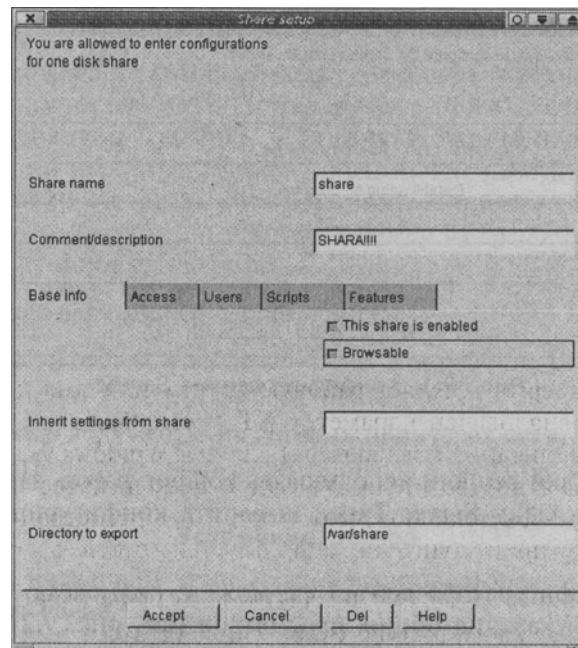 Share setup
You are allowed to enter configurations
for one disk share
Share name share
Comment/description SHARA!!!!
Base info Access Users Scripts Features
This share is enabled
Browsable
Inherit settings from share
Directory to export /var/share
Accept Cancel Del Help